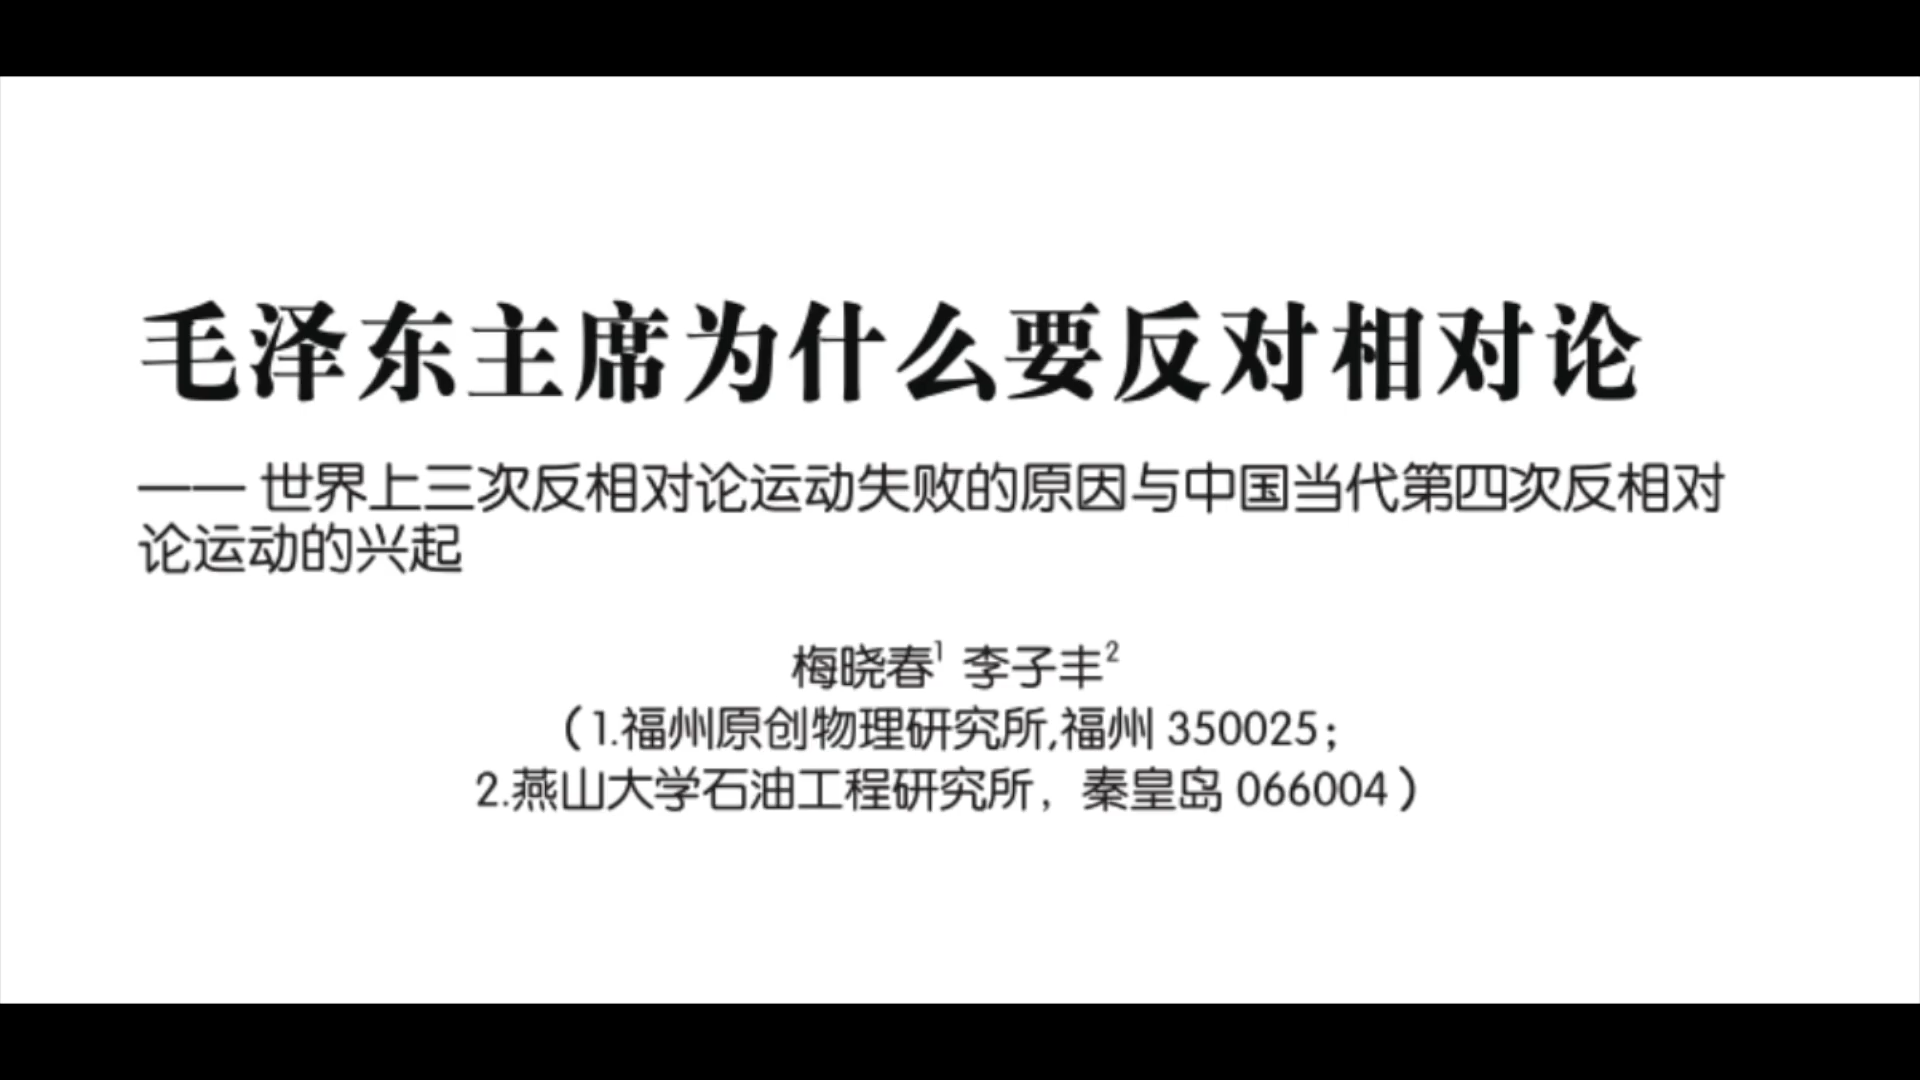 毛泽东主席为什么要反对相对论
—— 世界上三次反相对论运动失败的原因与中国当代第四次反相对
论运动的兴起
梅晓春1 李子丰2
（1.福州原创物理研究所,福州 350025；
2.燕山大学石油工程研究所，秦皇岛 066004）